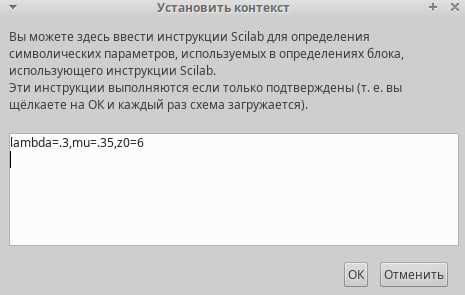 Установить контекст
Вы можете здесь ввести инструкции Scilab для определения
символических параметров, используемых в определениях блока,
использующего инструкции Scilab.
Эти инструкции выполняются если только подтверждены (т. е. вы
щёлкаете на ОК и каждый раз схема загружается).
lambda=.3,mu=.35,z0=6
ОК Отменить